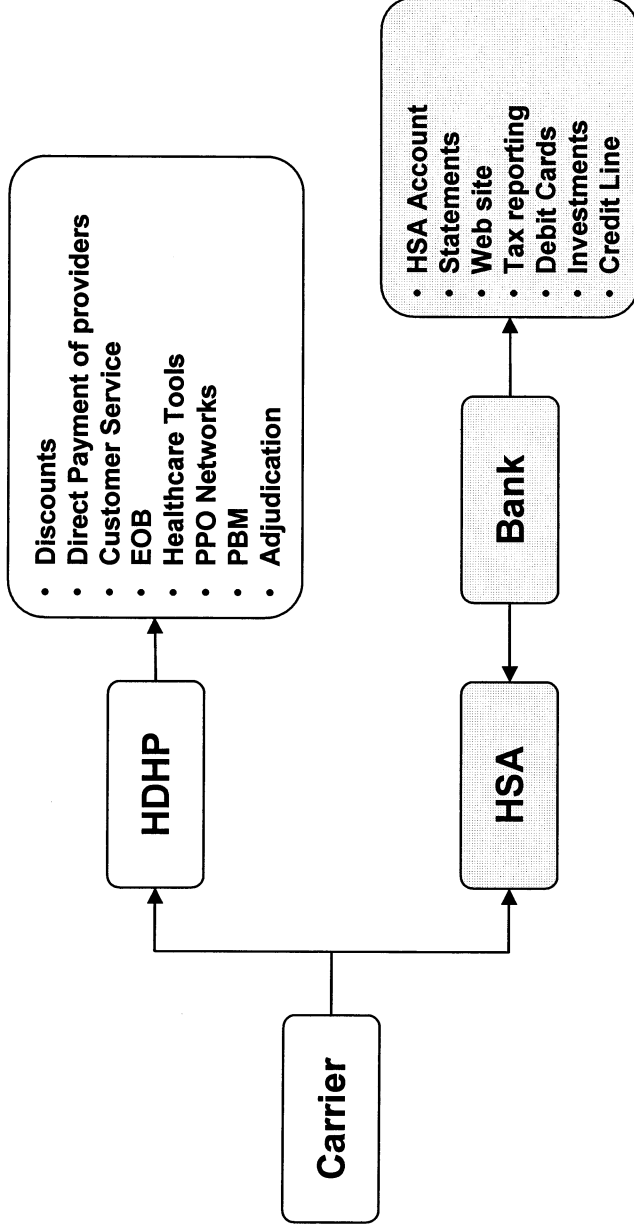 Carrier
HDHP
• Discounts
• Direct Payment of providers
• Customer Service
• EOB
• Healthcare Tools
• PPO Networks
• PBM
• Adjudication
HSA
Bank
• HSA Account
• Statements
• Web site
• Tax reporting
• Debit Cards
• Investments
• Credit Line